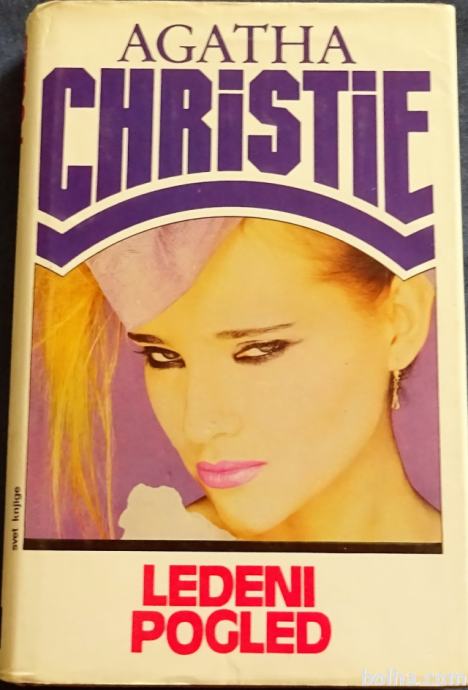 AGATHA
CHRiSTiE
svet knjige
LEDENI
POGLED
bolha.com